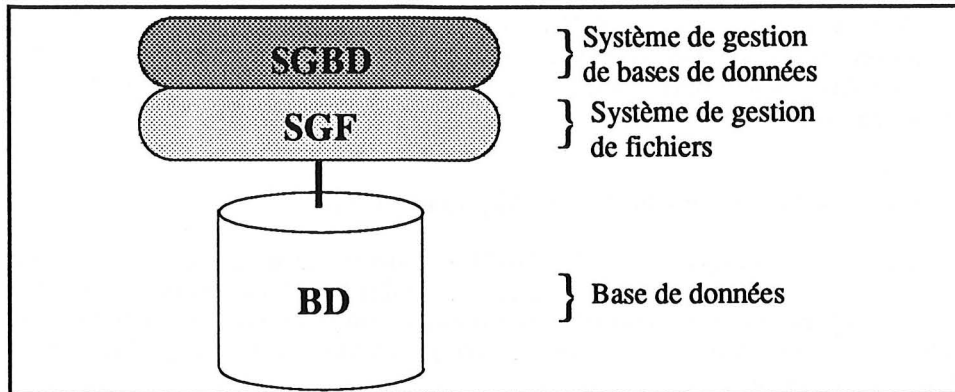 SGBD
} Système de gestion
de bases de données
SGF
} Système de gestion
de fichiers
BD
} Base de données